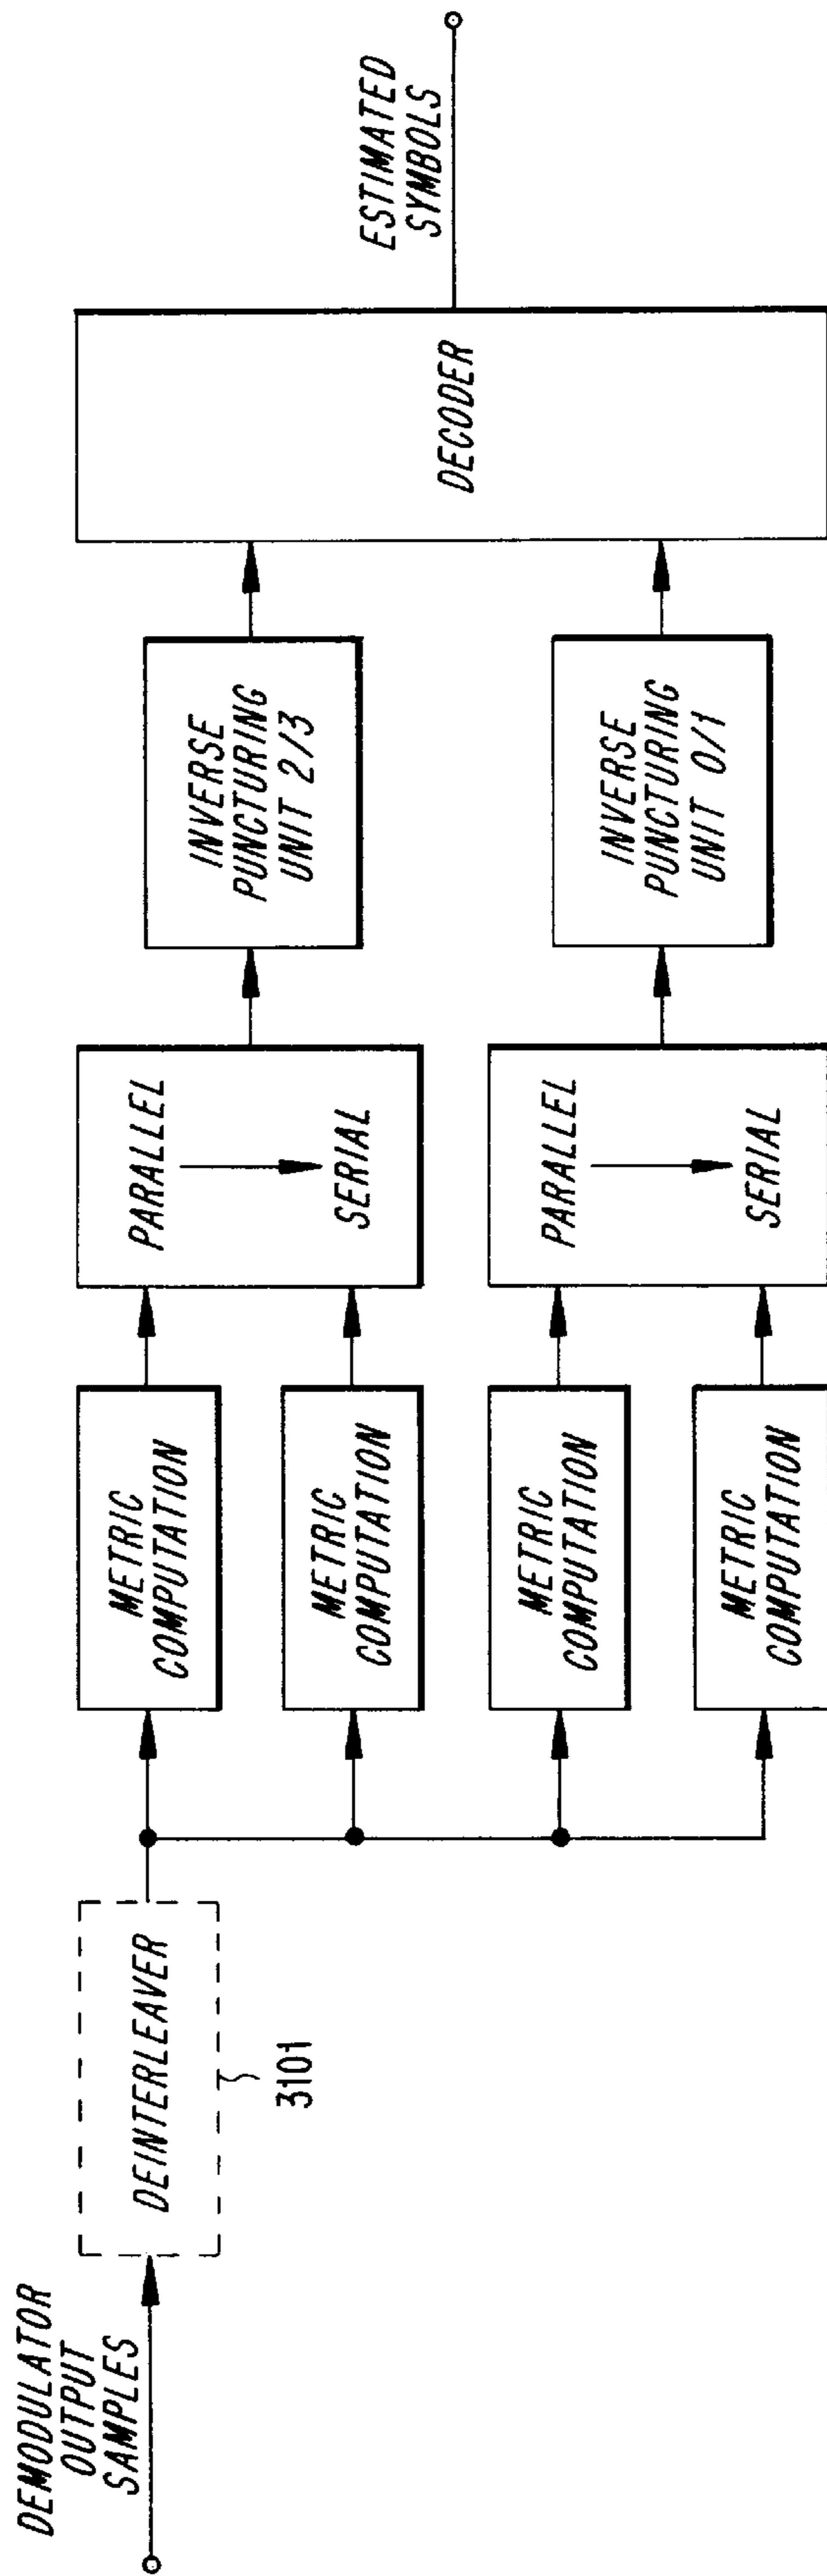 DEMODULATOR
OUTPUT
SAMPLES
DEINTERLEAVER
3101
METRIC
COMPUTATION
METRIC
COMPUTATION
METRIC
COMPUTATION
METRIC
COMPUTATION
PARALLEL
SERIAL
PARALLEL
SERIAL
INVERSE
PUNCTURING
UNIT 2/3
INVERSE
PUNCTURING
UNIT 0/1
DECODER
ESTIMATED
SYMBOLS